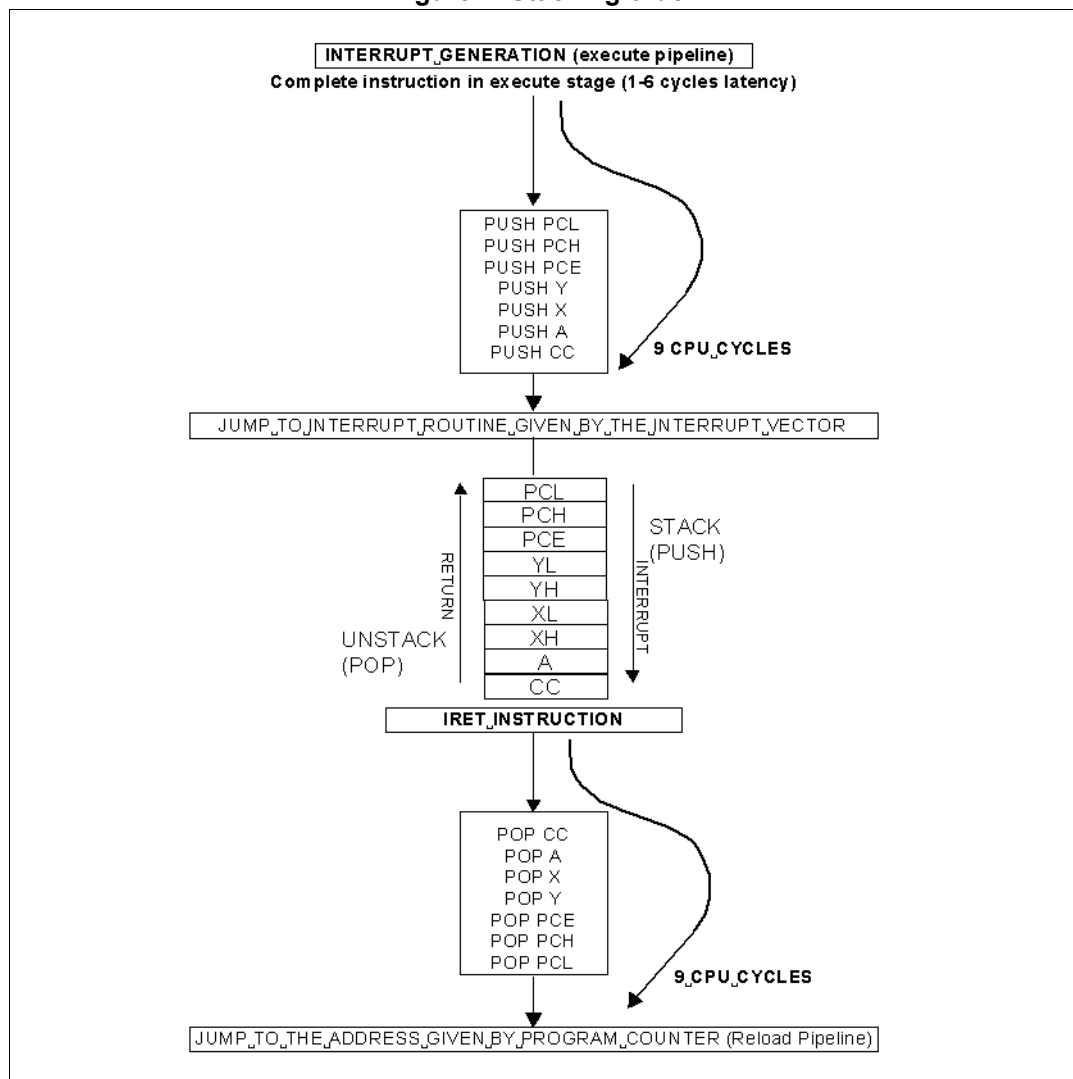 INTERRUPT␣GENERATION (execute pipeline)
Complete instruction in execute stage (1-6 cycles latency)
PUSH PCL
PUSH PCH
PUSH PCE
PUSH Y
PUSH X
PUSH A
PUSH CC
9 CPU␣CYCLES
JUMP␣TO␣INTERRUPT␣ROUTINE␣GIVEN␣BY␣THE␣INTERRUPT␣VECTOR
PCL
PCH
PCE
YL
YH
XL
XH
A
CC
RETURN
UNSTACK
(POP)
STACK
(PUSH)
INTERRUPT
IRET␣INSTRUCTION
POP CC
POP A
POP X
POP Y
POP PCE
POP PCH
POP PCL
9␣CPU␣CYCLES
JUMP␣TO␣THE␣ADDRESS␣GIVEN␣BY␣PROGRAM␣COUNTER (Reload Pipeline)